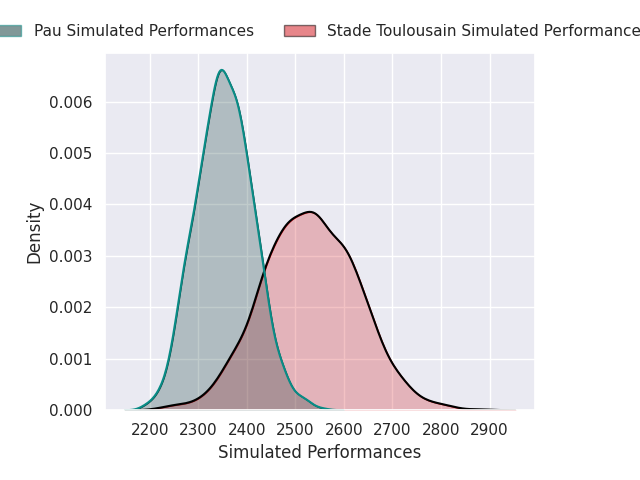 Pau Simulated Performances
Stade Toulousain Simulated Performance
0.006
0.005
0.004
0.003
0.002
0.001
0.000
Density
2200 2300 2400 2500 2600 2700 2800 2900
Simulated Performances